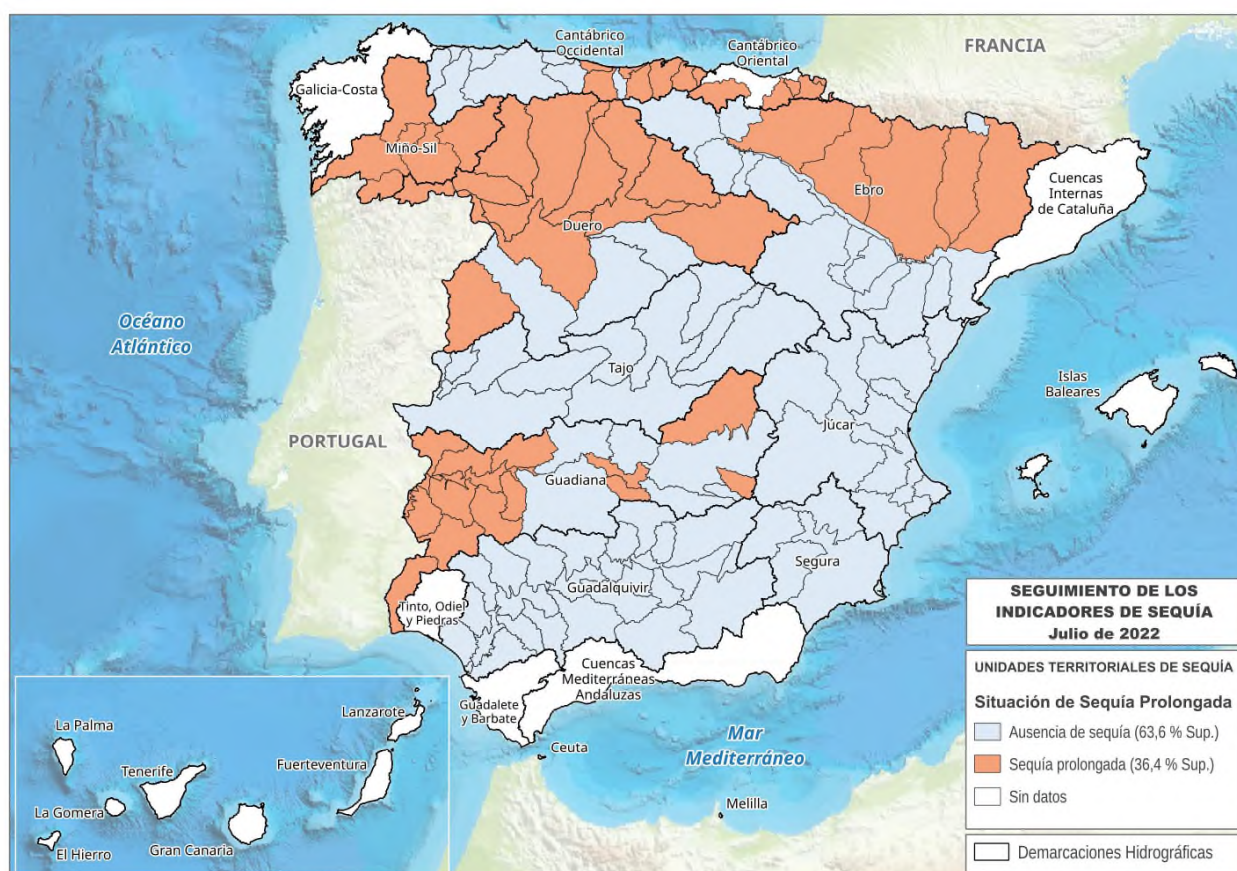 Cantábrico
Occidental
Cantábrico
Oriental
FRANCIA
Galicia-Costa
Miño-Sil
Ebro
Cuencas
Internas
de Cataluña
Duero
Océano
Atlántico
Tajo
Islas
Baleares
PORTUGAL
Júcar
Guadiana
Segura
Guadalquivir
Tinto, Odiel
y Piedras
Cuencas
Mediterráneas
Andaluzas
Guadalete
y Barbate
Ceuta
Mar
Mediterráneo
Melilla
La Palma
Lanzarote
Tenerife
Fuerteventura
La Gomera
El Hierro
Gran Canaria
SEGUIMIENTO DE LOS
INDICADORES DE SEQUÍA
Julio de 2022
UNIDADES TERRITORIALES DE SEQUÍA
Situación de Sequía Prolongada
Ausencia de sequía (63,6 % Sup.)
Sequía prolongada (36,4 % Sup.)
Sin datos
Demarcaciones Hidrográficas